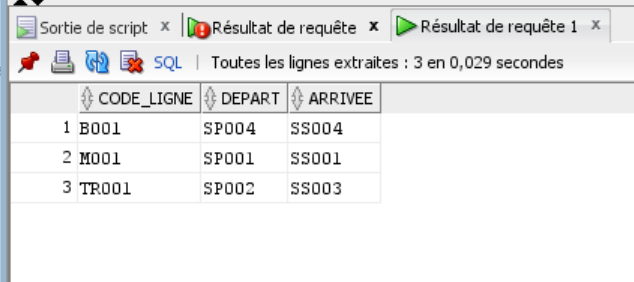 Sortie de script x Résultat de requête x Résultat de requête 1 x
SQL | Toutes les lignes extraites : 3 en 0,029 secondes
CODE_LIGNE DEPART ARRIVEE
1 B001 SP004 SS004
2 M001 SP001 SS001
3 TR001 SP002 SS003